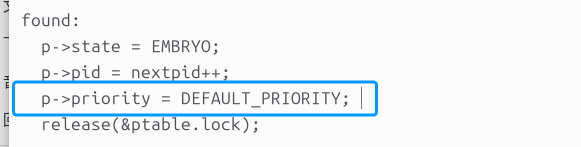 found:
p->state = EMBRYO;
p->pid = nextpid++;
p->priority = DEFAULT_PRIORITY;
release(&ptable.lock);